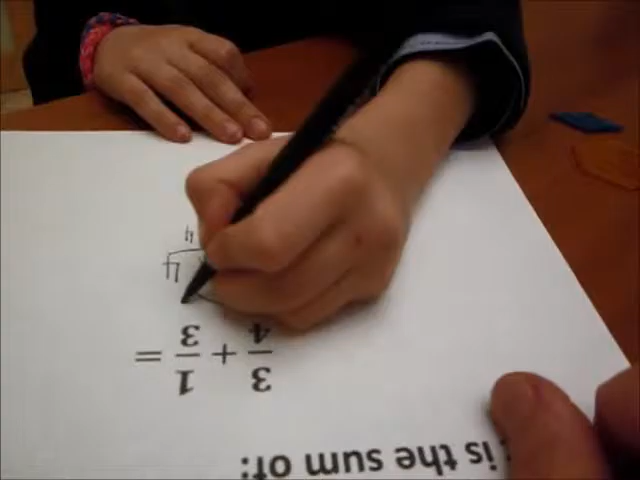 is the sum of:
3 1
— + — =
4 3